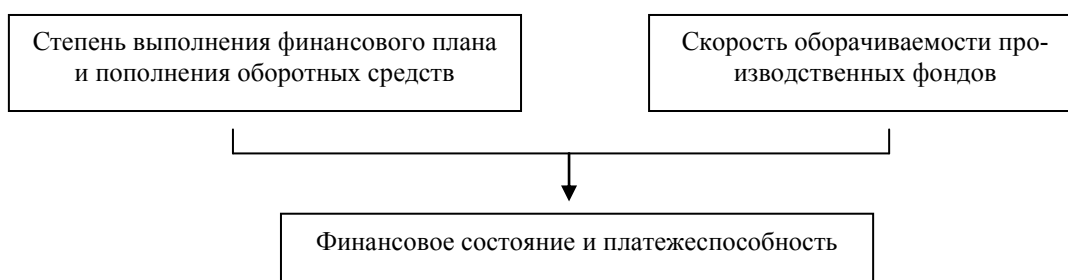 Степень выполнения финансового плана
и пополнения оборотных средств
Скорость оборачиваемости про-
изводственных фондов
Финансовое состояние и платежеспособность